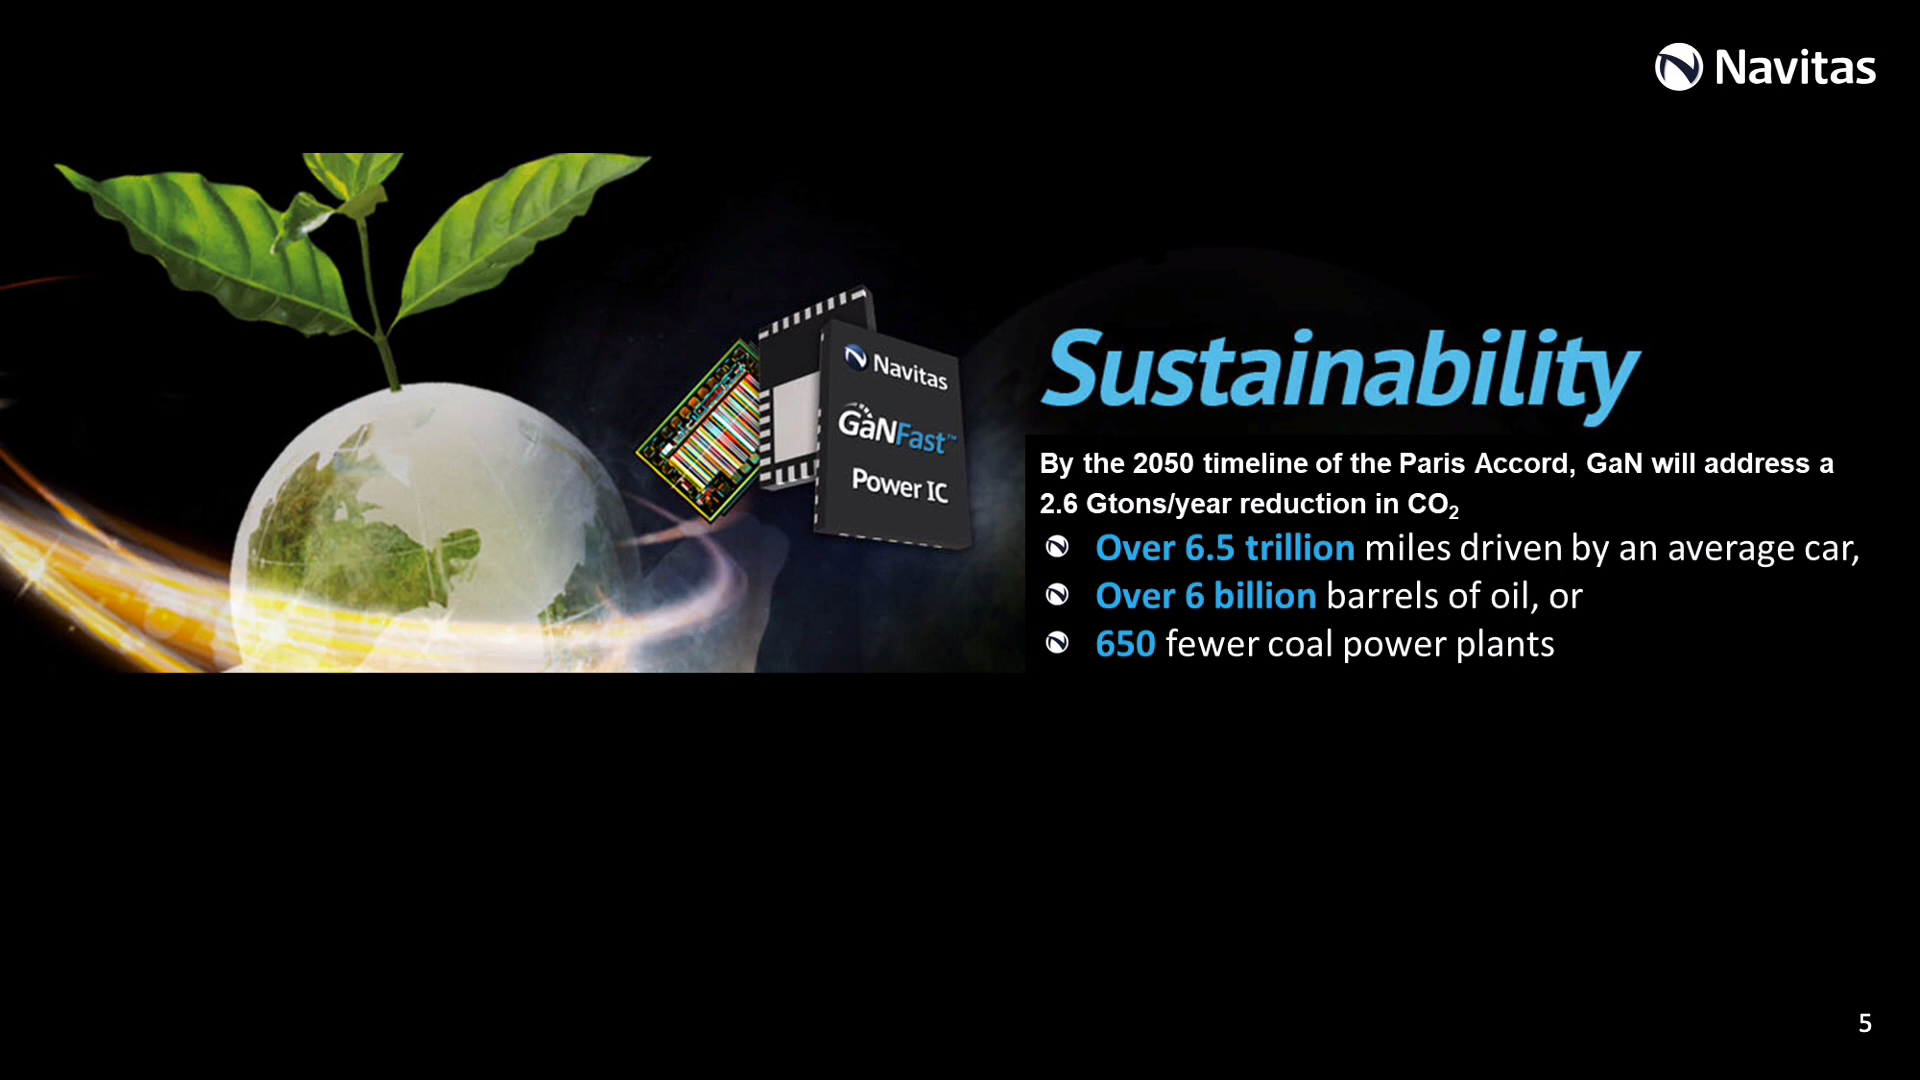 Navitas
Navitas
GaNFast™
Power IC
Sustainability
By the 2050 timeline of the Paris Accord, GaN will address a
2.6 Gtons/year reduction in CO₂
Over 6.5 trillion miles driven by an average car,
Over 6 billion barrels of oil, or
650 fewer coal power plants
5